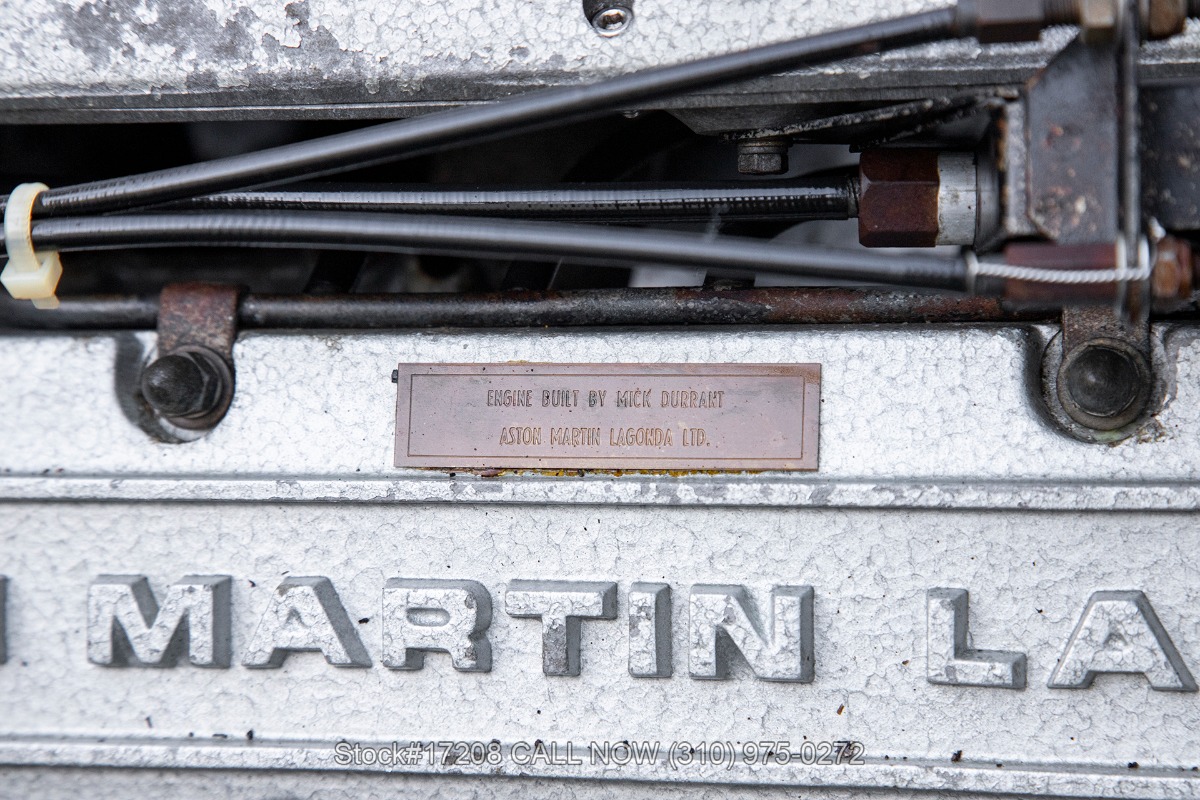 ENGINE BUILT BY MICK DURRANT
ASTON MARTIN LAGONDA LTD.
MARTIN LA
Stock#17208 CALL NOW (310) 975-0272